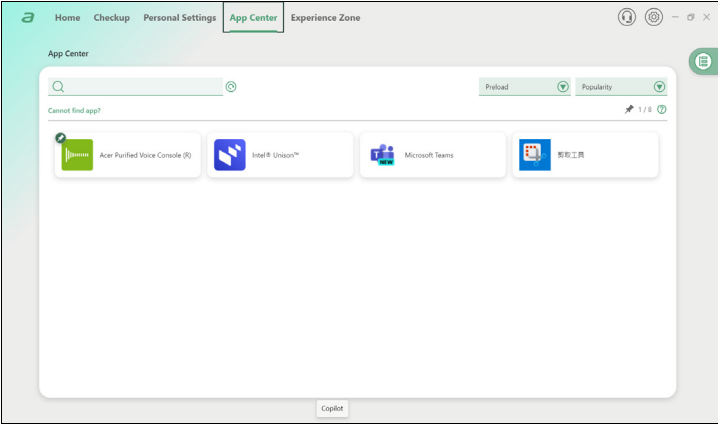 a Home Checkup Personal Settings App Center Experience Zone
App Center
Preload Popularity
Cannot find app? 1 / 8
Acer Purified Voice Console (R) Intel® Unison™ T NEW Microsoft Teams 剪取工具
Copilot